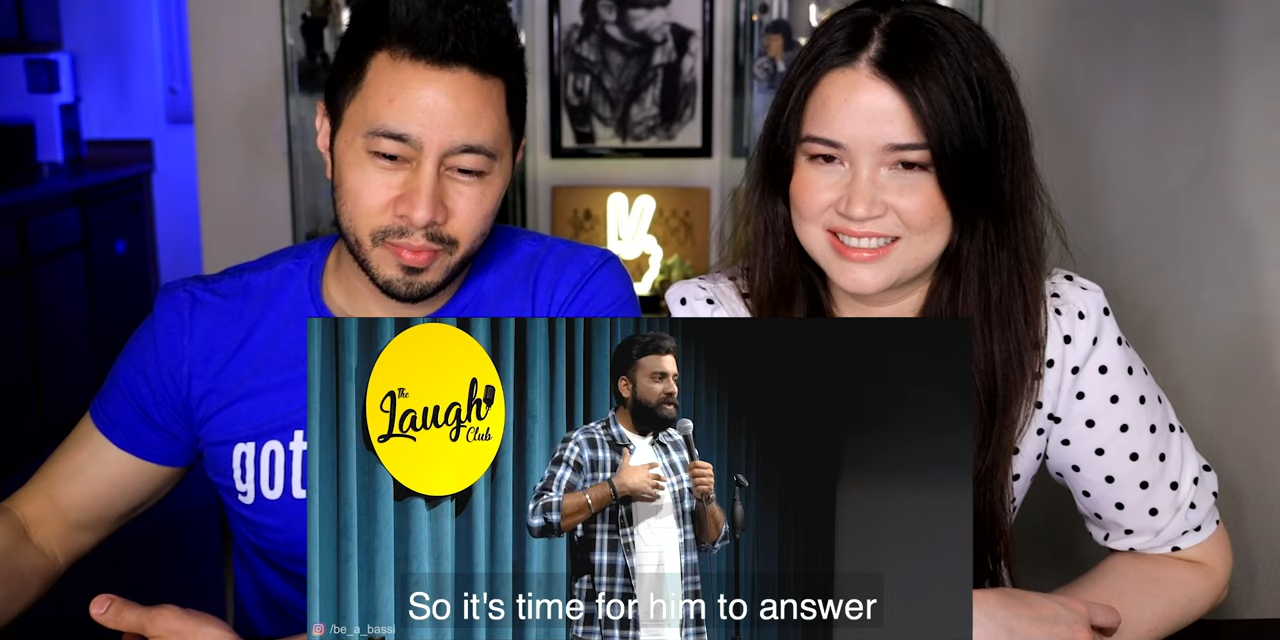 got
The
Laugh
Club
So it's time for him to answer
/be_a_bassi